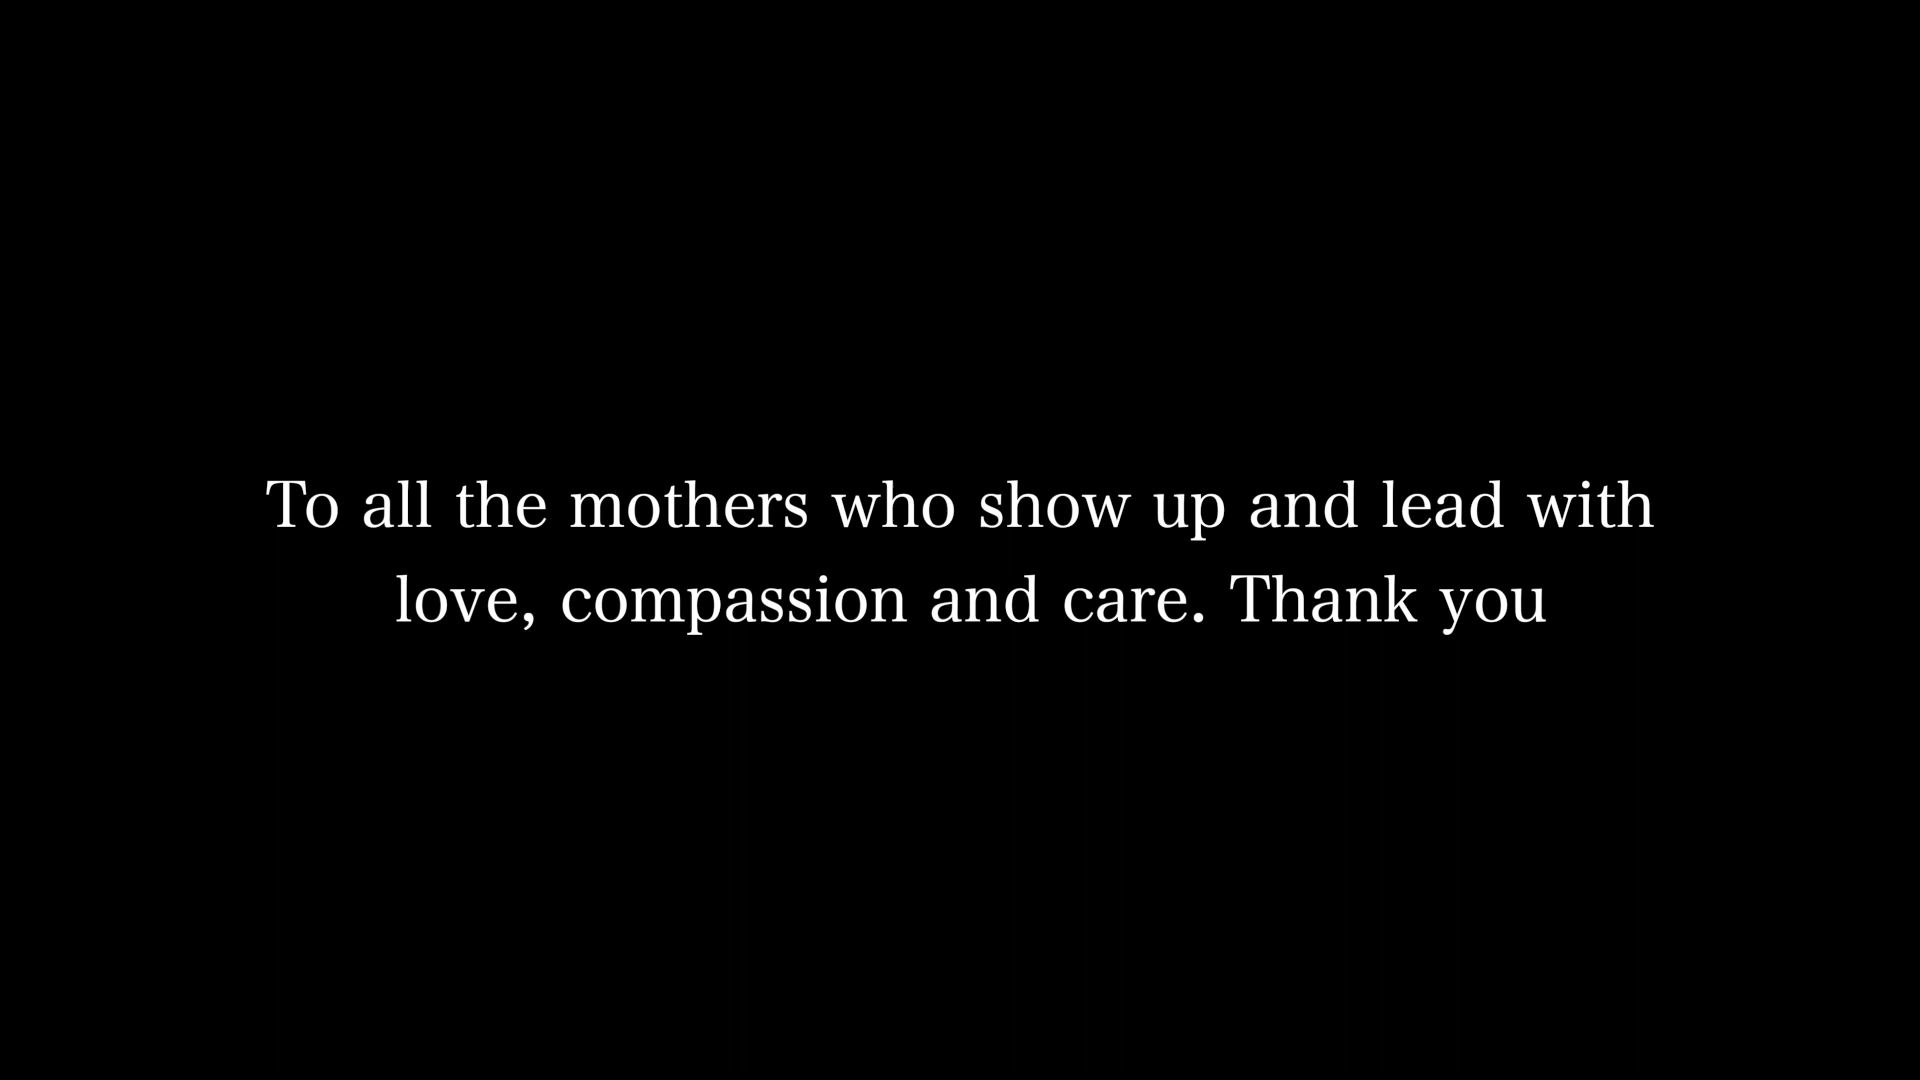 To all the mothers who show up and lead with
love, compassion and care. Thank you